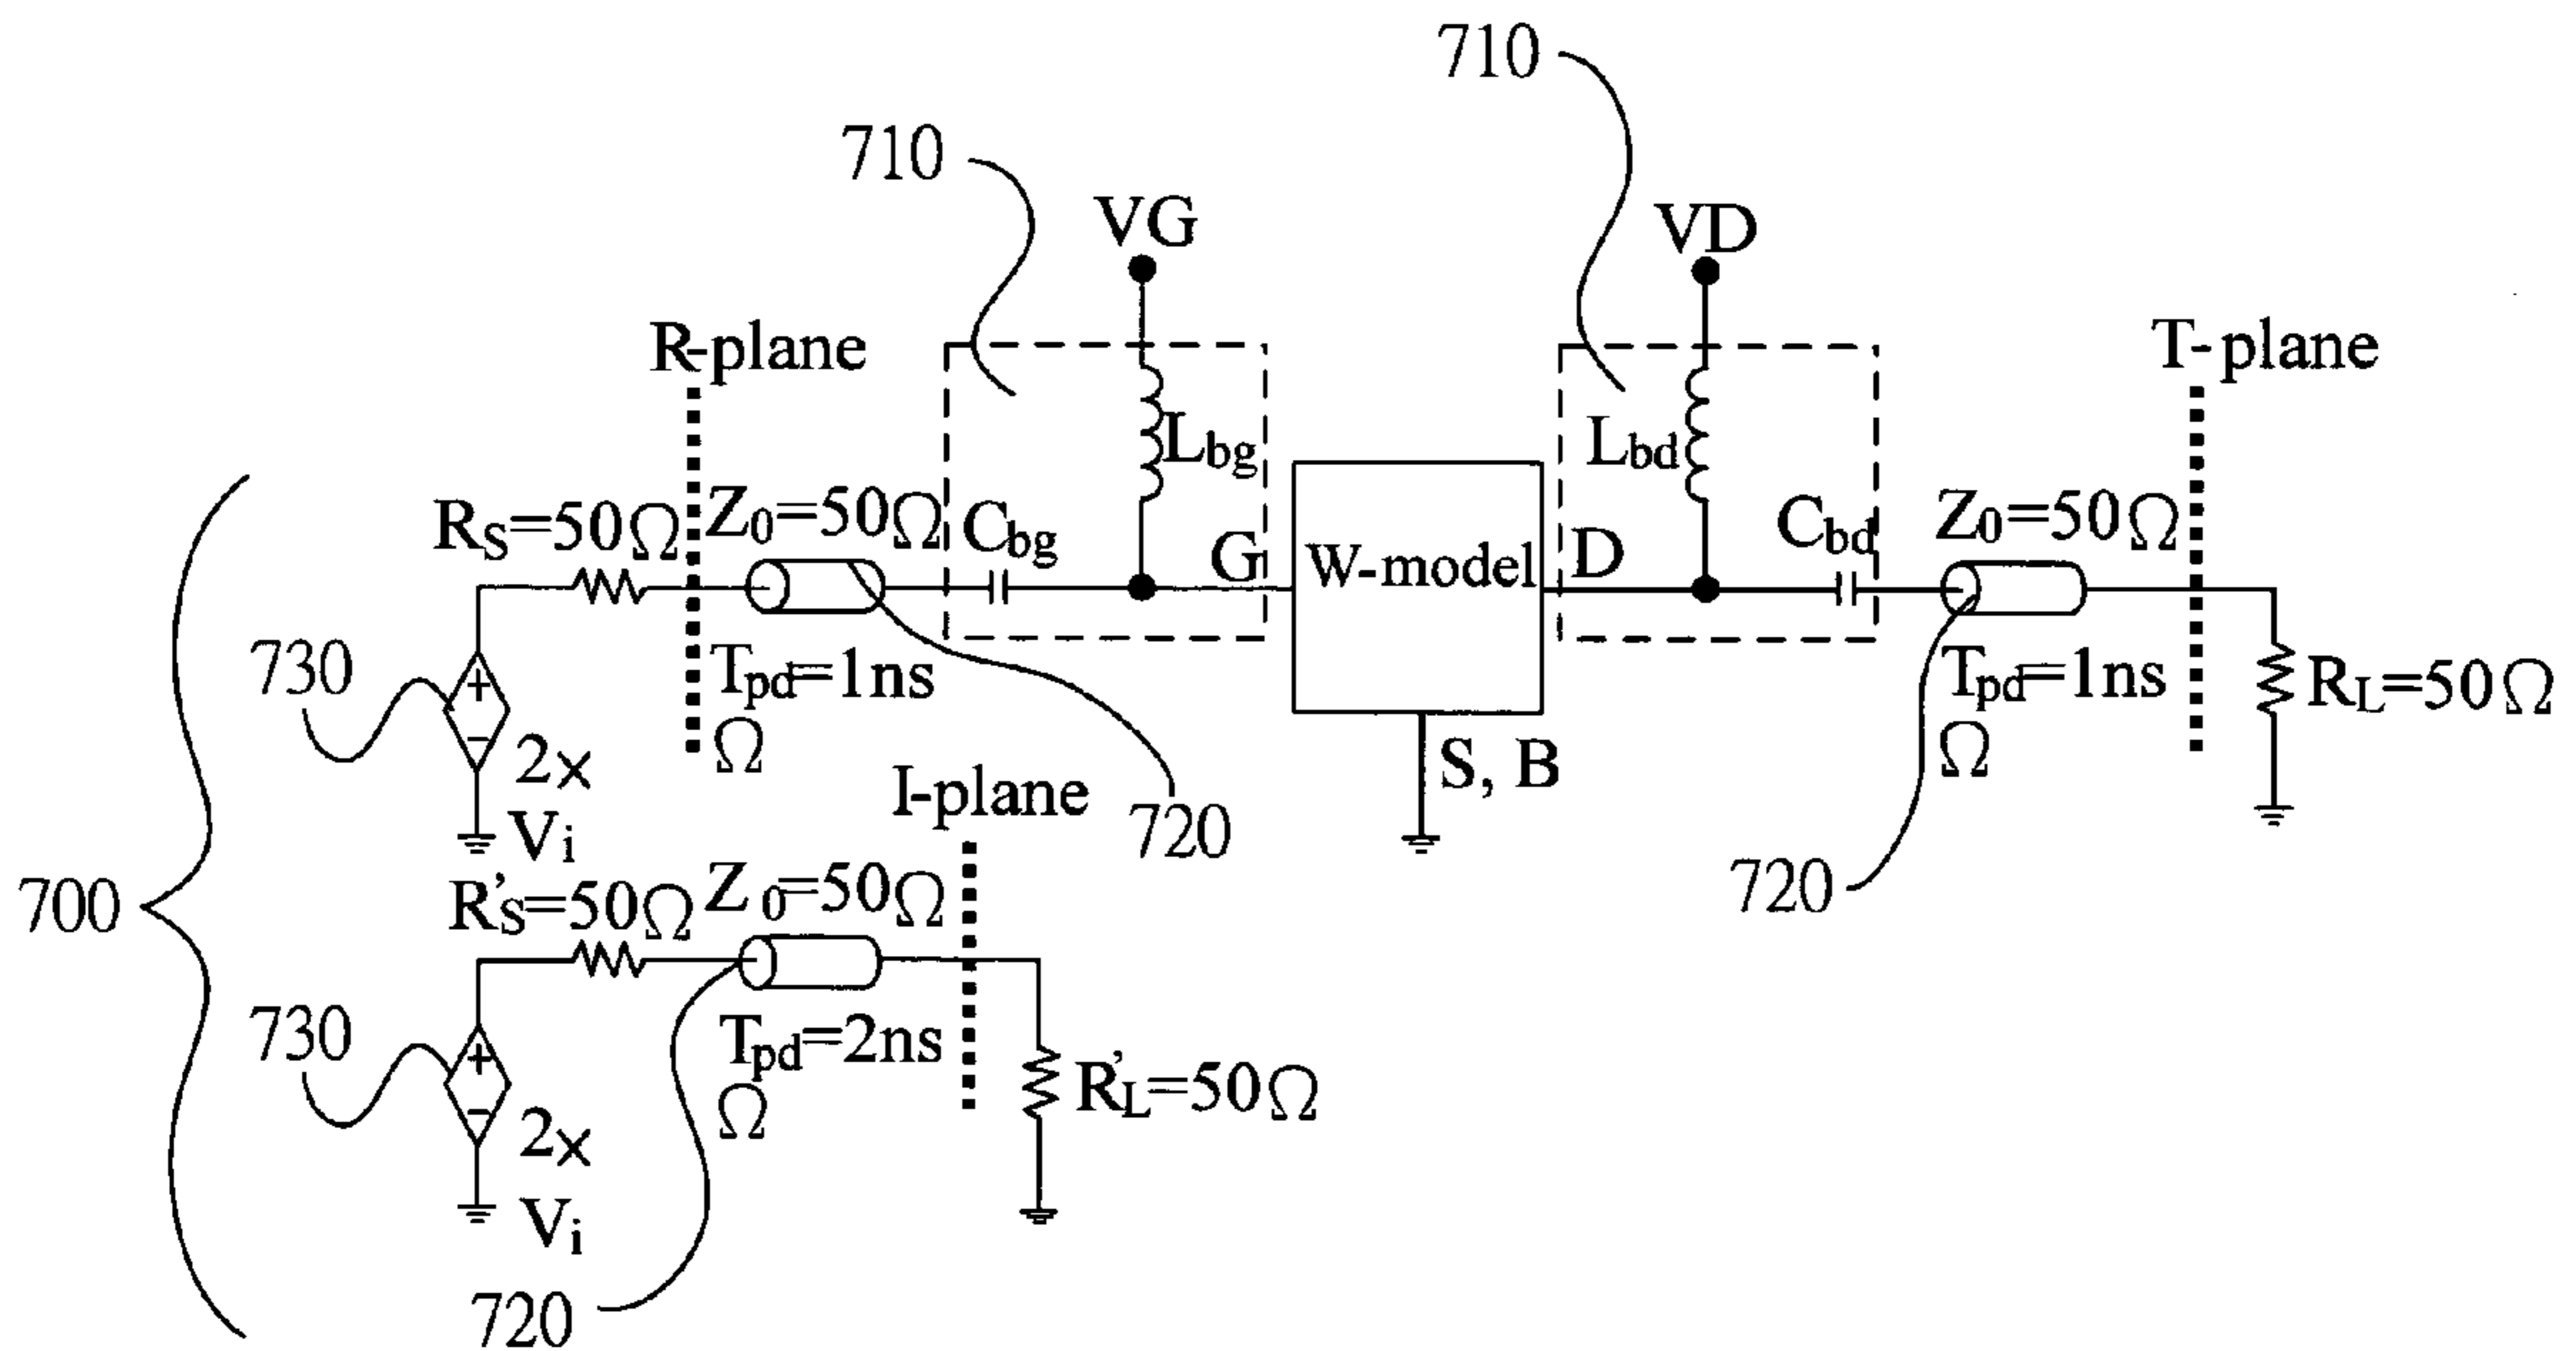 710
710
VG
VD
R-plane
T-plane
Lbg
Lbd
RS=50Ω
Z0=50Ω
Cbg
G
W-model
D
Cbd
Z0=50Ω
730
+
−
2×
Vi
Tpd=1ns
Ω
S, B
Tpd=1ns
Ω
RL=50Ω
I-plane
720
720
700
R'S=50Ω
Z0=50Ω
730
+
−
2×
Vi
Tpd=2ns
Ω
R'L=50Ω
720